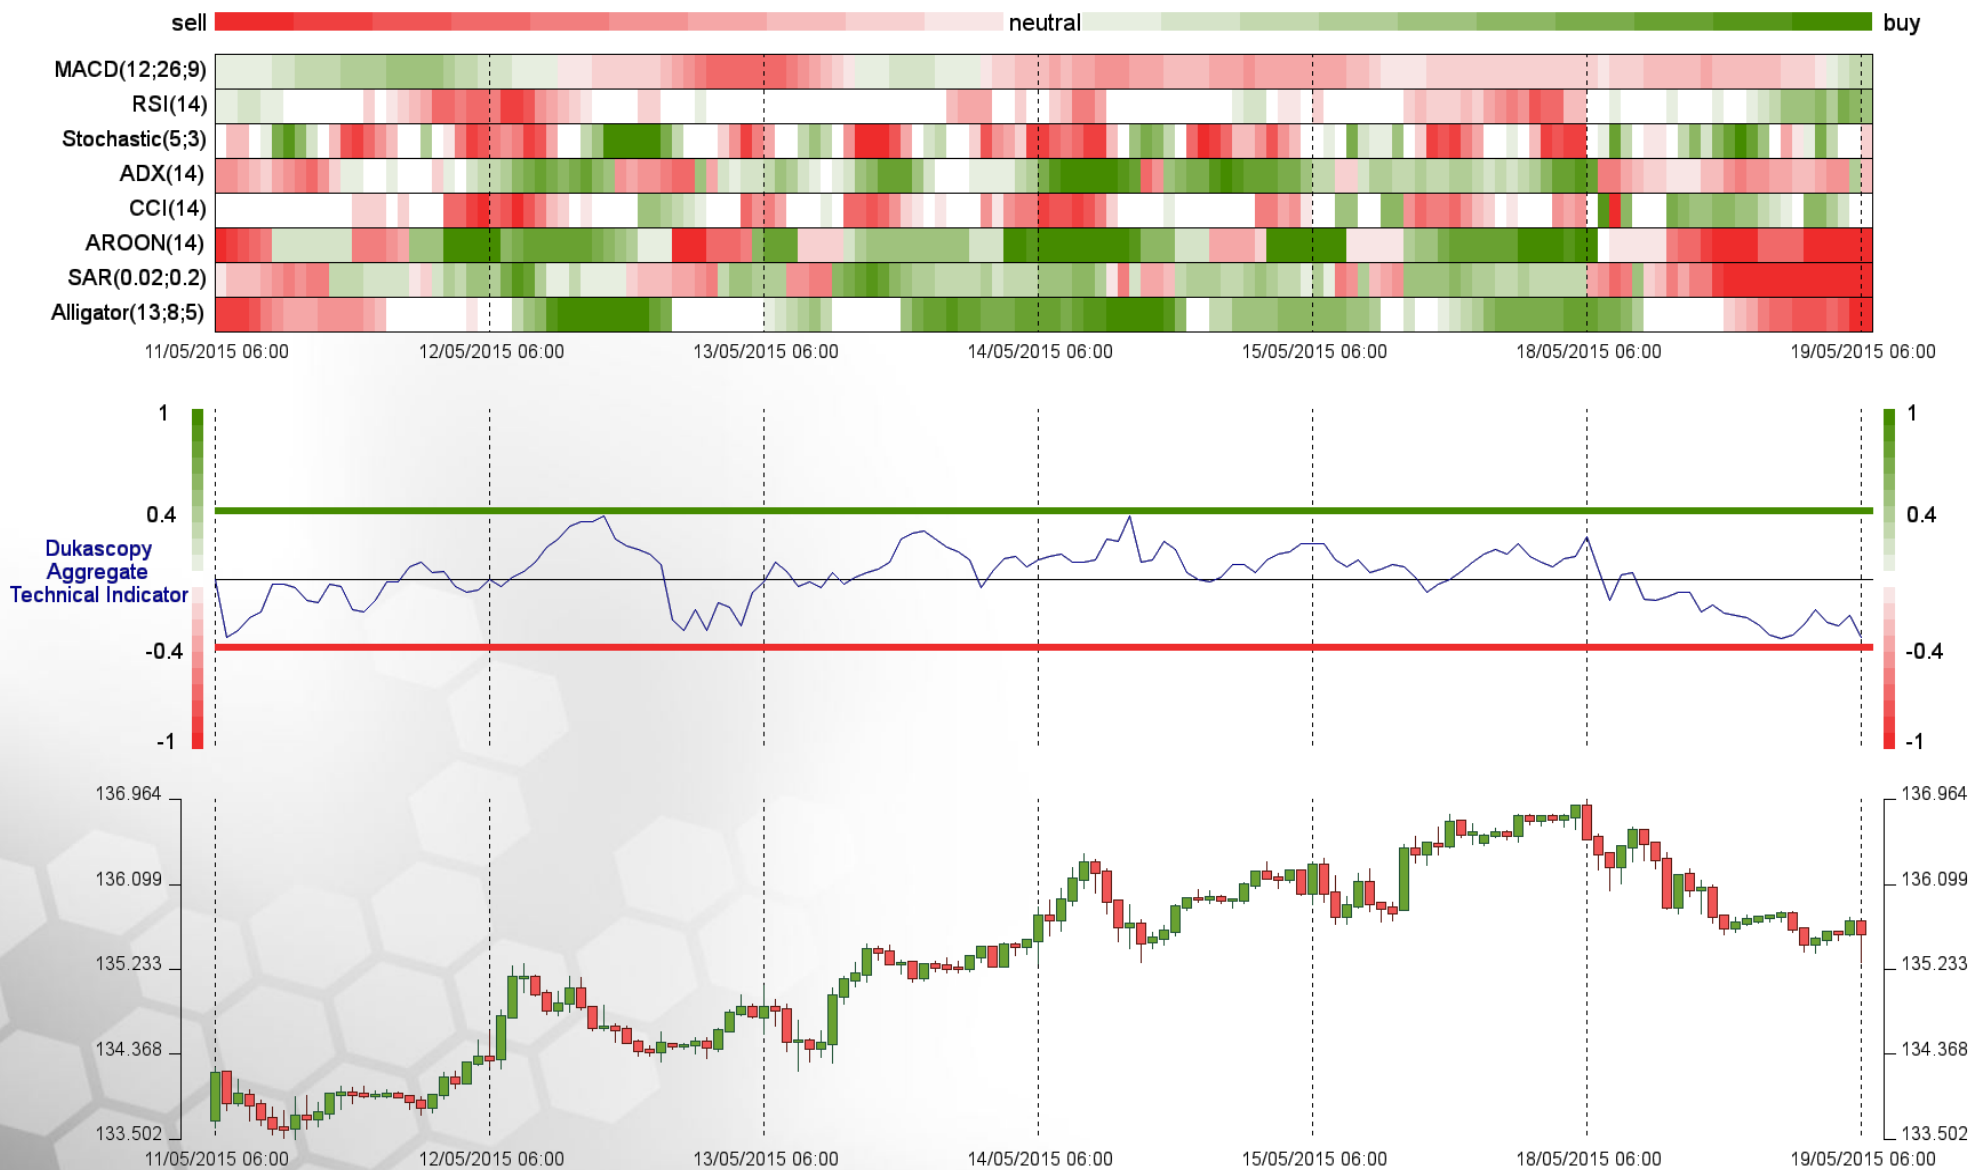 sell neutral buy
MACD(12;26;9)
RSI(14)
Stochastic(5;3)
ADX(14)
CCI(14)
AROON(14)
SAR(0.02;0.2)
Alligator(13;8;5)
11/05/2015 06:00 12/05/2015 06:00 13/05/2015 06:00 14/05/2015 06:00 15/05/2015 06:00 18/05/2015 06:00 19/05/2015 06:00
1 1
0.4 0.4
Dukascopy
Aggregate
Technical Indicator
-0.4 -0.4
-1 -1
136.964 136.964
136.099 136.099
135.233 135.233
134.368 134.368
133.502 133.502
11/05/2015 06:00 12/05/2015 06:00 13/05/2015 06:00 14/05/2015 06:00 15/05/2015 06:00 18/05/2015 06:00 19/05/2015 06:00